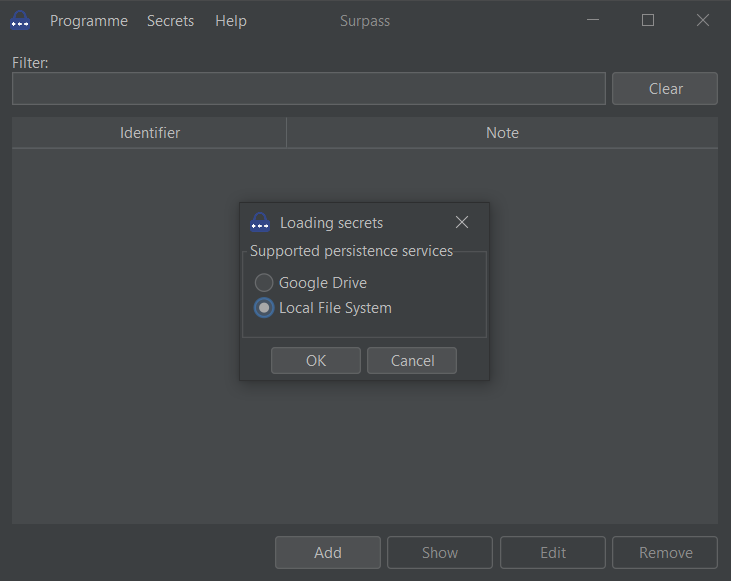 Programme Secrets Help Surpass
Filter:
Clear
Identifier Note
Loading secrets
Supported persistence services
Google Drive
Local File System
OK Cancel
Add Show Edit Remove